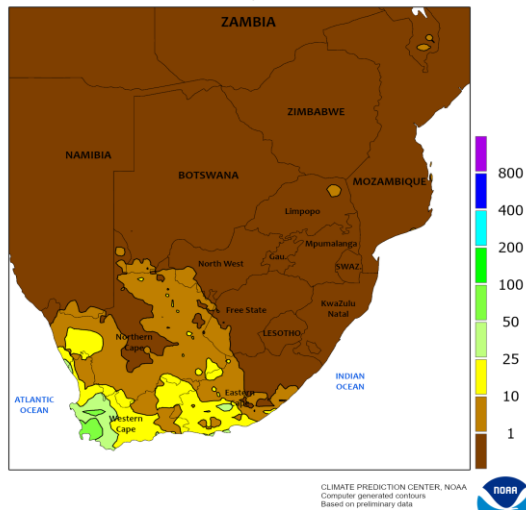 ZAMBIA
ZIMBABWE
NAMIBIA
BOTSWANA
MOZAMBIQUE
Limpopo
Mpumalanga
North West
Gau.
SWAZ.
Free State
KwaZulu
Natal
LESOTHO
Northern
Cape
Eastern
Western
Cape
ATLANTIC
OCEAN
INDIAN
OCEAN
800
400
200
100
50
25
10
1
CLIMATE PREDICTION CENTER, NOAA
Computer generated contours
Based on preliminary data
NOAA